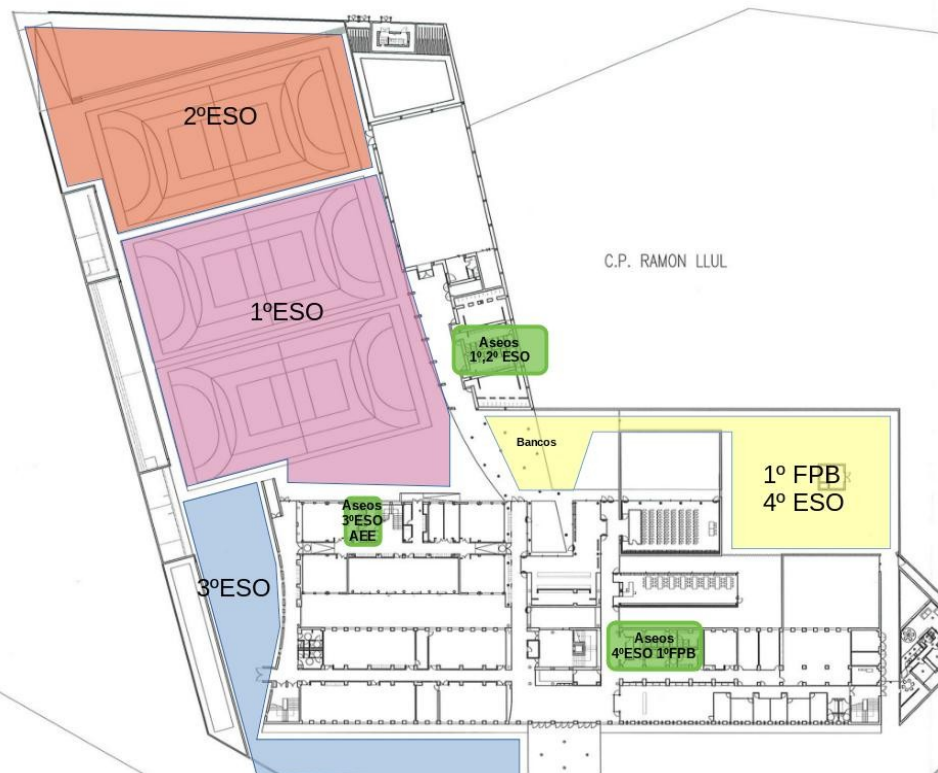 2ºESO
C.P. RAMON LLUL
1ºESO
Aseos
1º,2º ESO
Bancos
1º FPB
4º ESO
Aseos
3ºESO
AEE
3ºESO
Aseos
4ºESO 1ºFPB